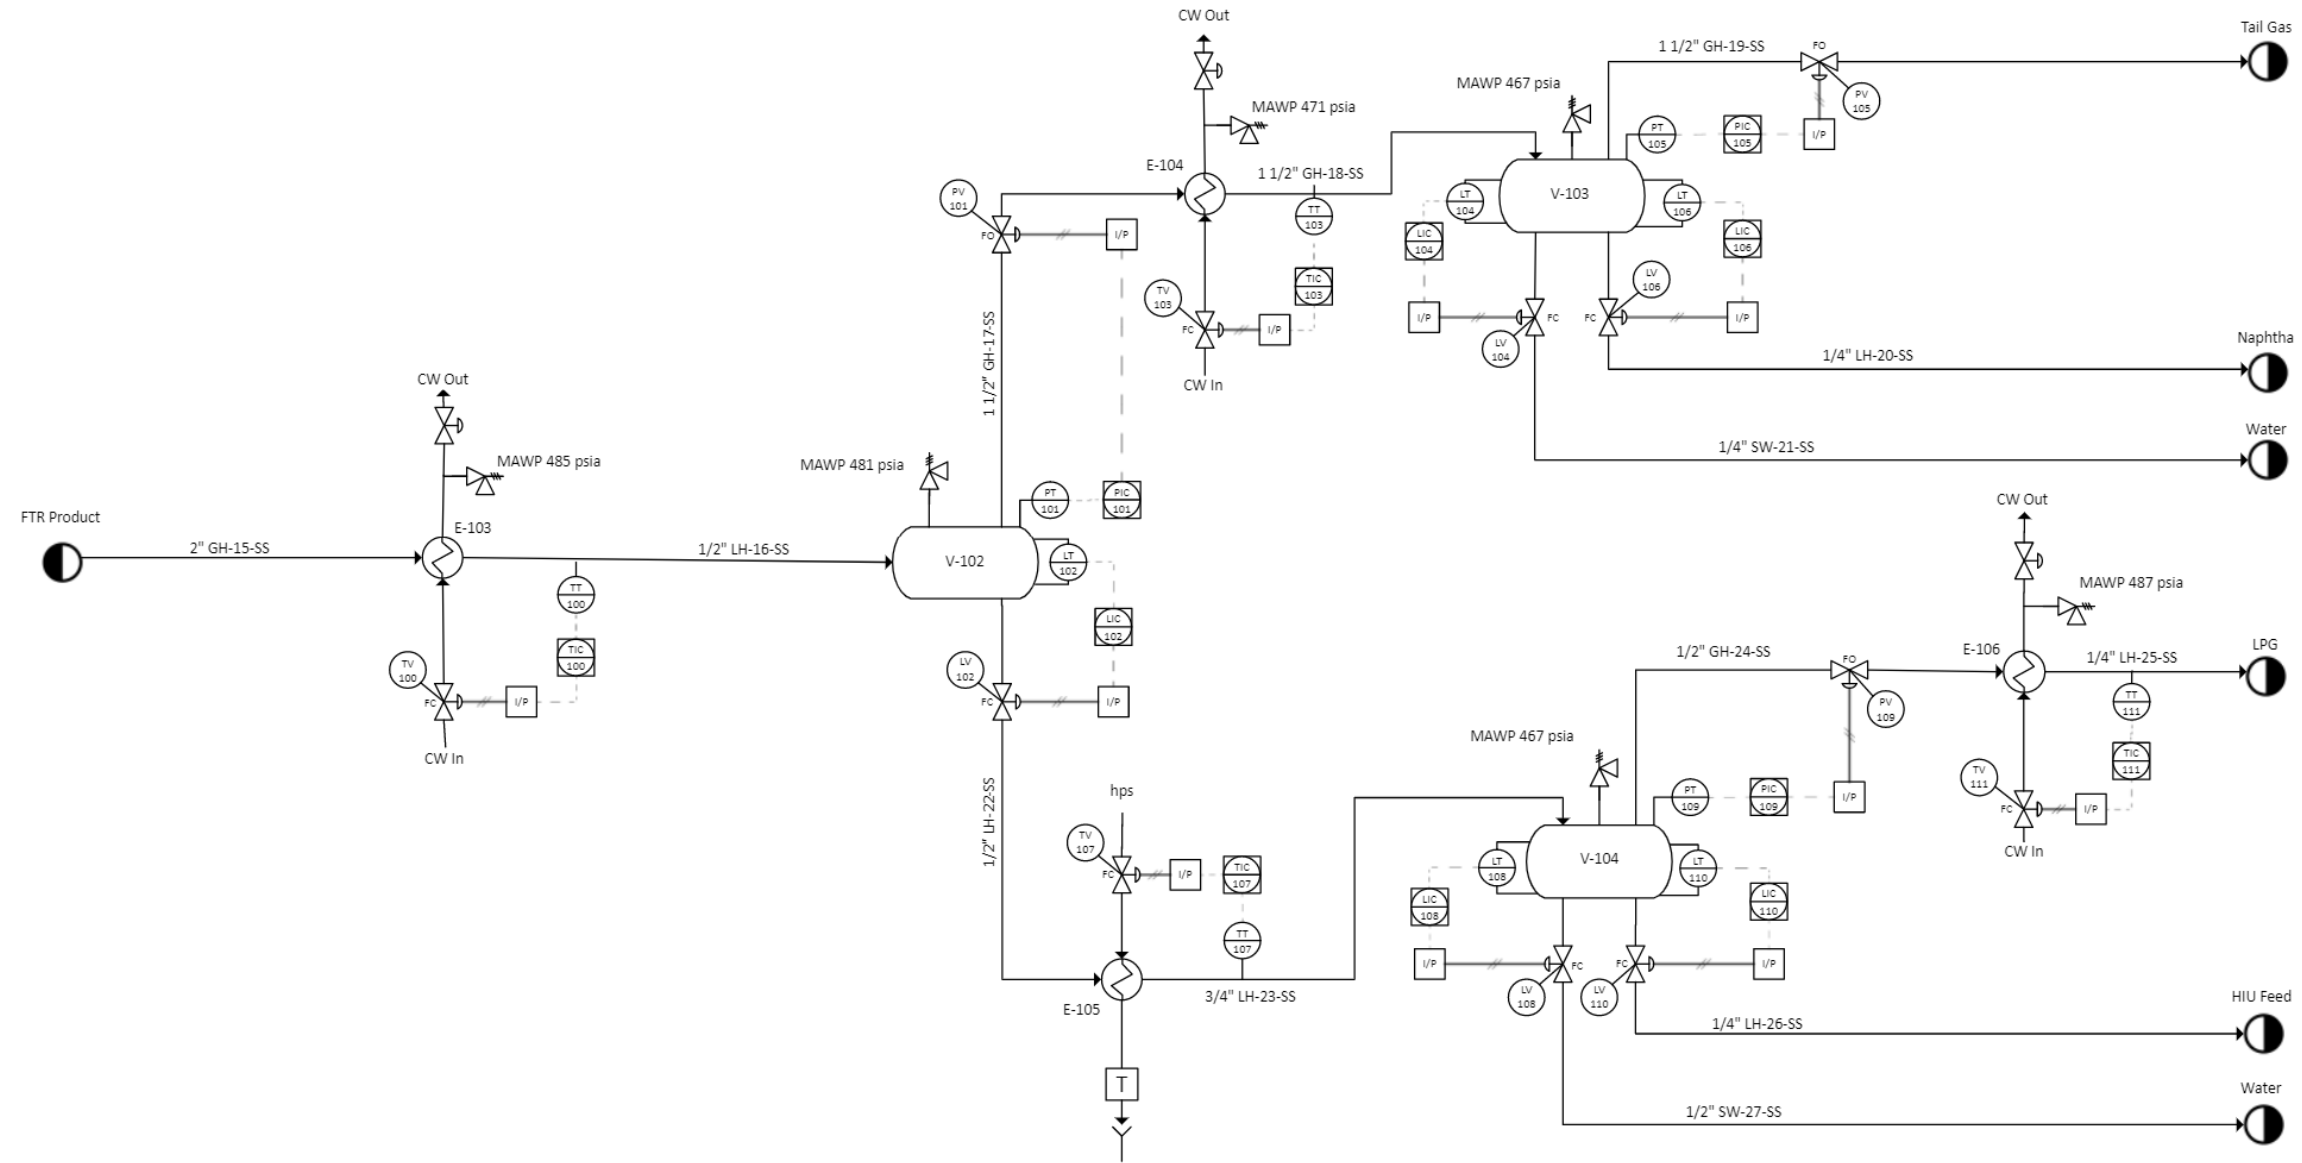 CW Out
Tail Gas
1 1/2" GH-19-SS
FO
MAWP 467 psia
MAWP 471 psia
PV
105
PT
105
PIC
105
I/P
E-104
1 1/2" GH-18-SS
V-103
PV
101
LT
104
LT
106
TT
103
FO
I/P
LIC
104
LIC
106
TIC
103
TV
103
LV
106
I/P
FC
FC
I/P
FC
I/P
LV
104
Naphtha
1/4" LH-20-SS
1 1/2" GH-17-SS
CW In
CW Out
Water
1/4" SW-21-SS
MAWP 485 psia
MAWP 481 psia
PT
101
PIC
101
CW Out
FTR Product
E-103
2" GH-15-SS
1/2" LH-16-SS
V-102
LT
102
MAWP 487 psia
TT
100
LIC
102
TIC
100
TV
100
LV
102
FC
I/P
FC
I/P
CW In
1/2" GH-24-SS
FO
E-106
1/4" LH-25-SS
LPG
PV
109
TT
111
MAWP 467 psia
TIC
111
TV
111
hps
PT
109
PIC
109
I/P
FC
I/P
CW In
1/2" LH-22-SS
TV
107
FC
I/P
TIC
107
V-104
LT
108
LT
110
LIC
108
LIC
110
TT
107
I/P
FC
FC
I/P
LV
108
LV
110
3/4" LH-23-SS
E-105
HIU Feed
1/4" LH-26-SS
T
Water
1/2" SW-27-SS